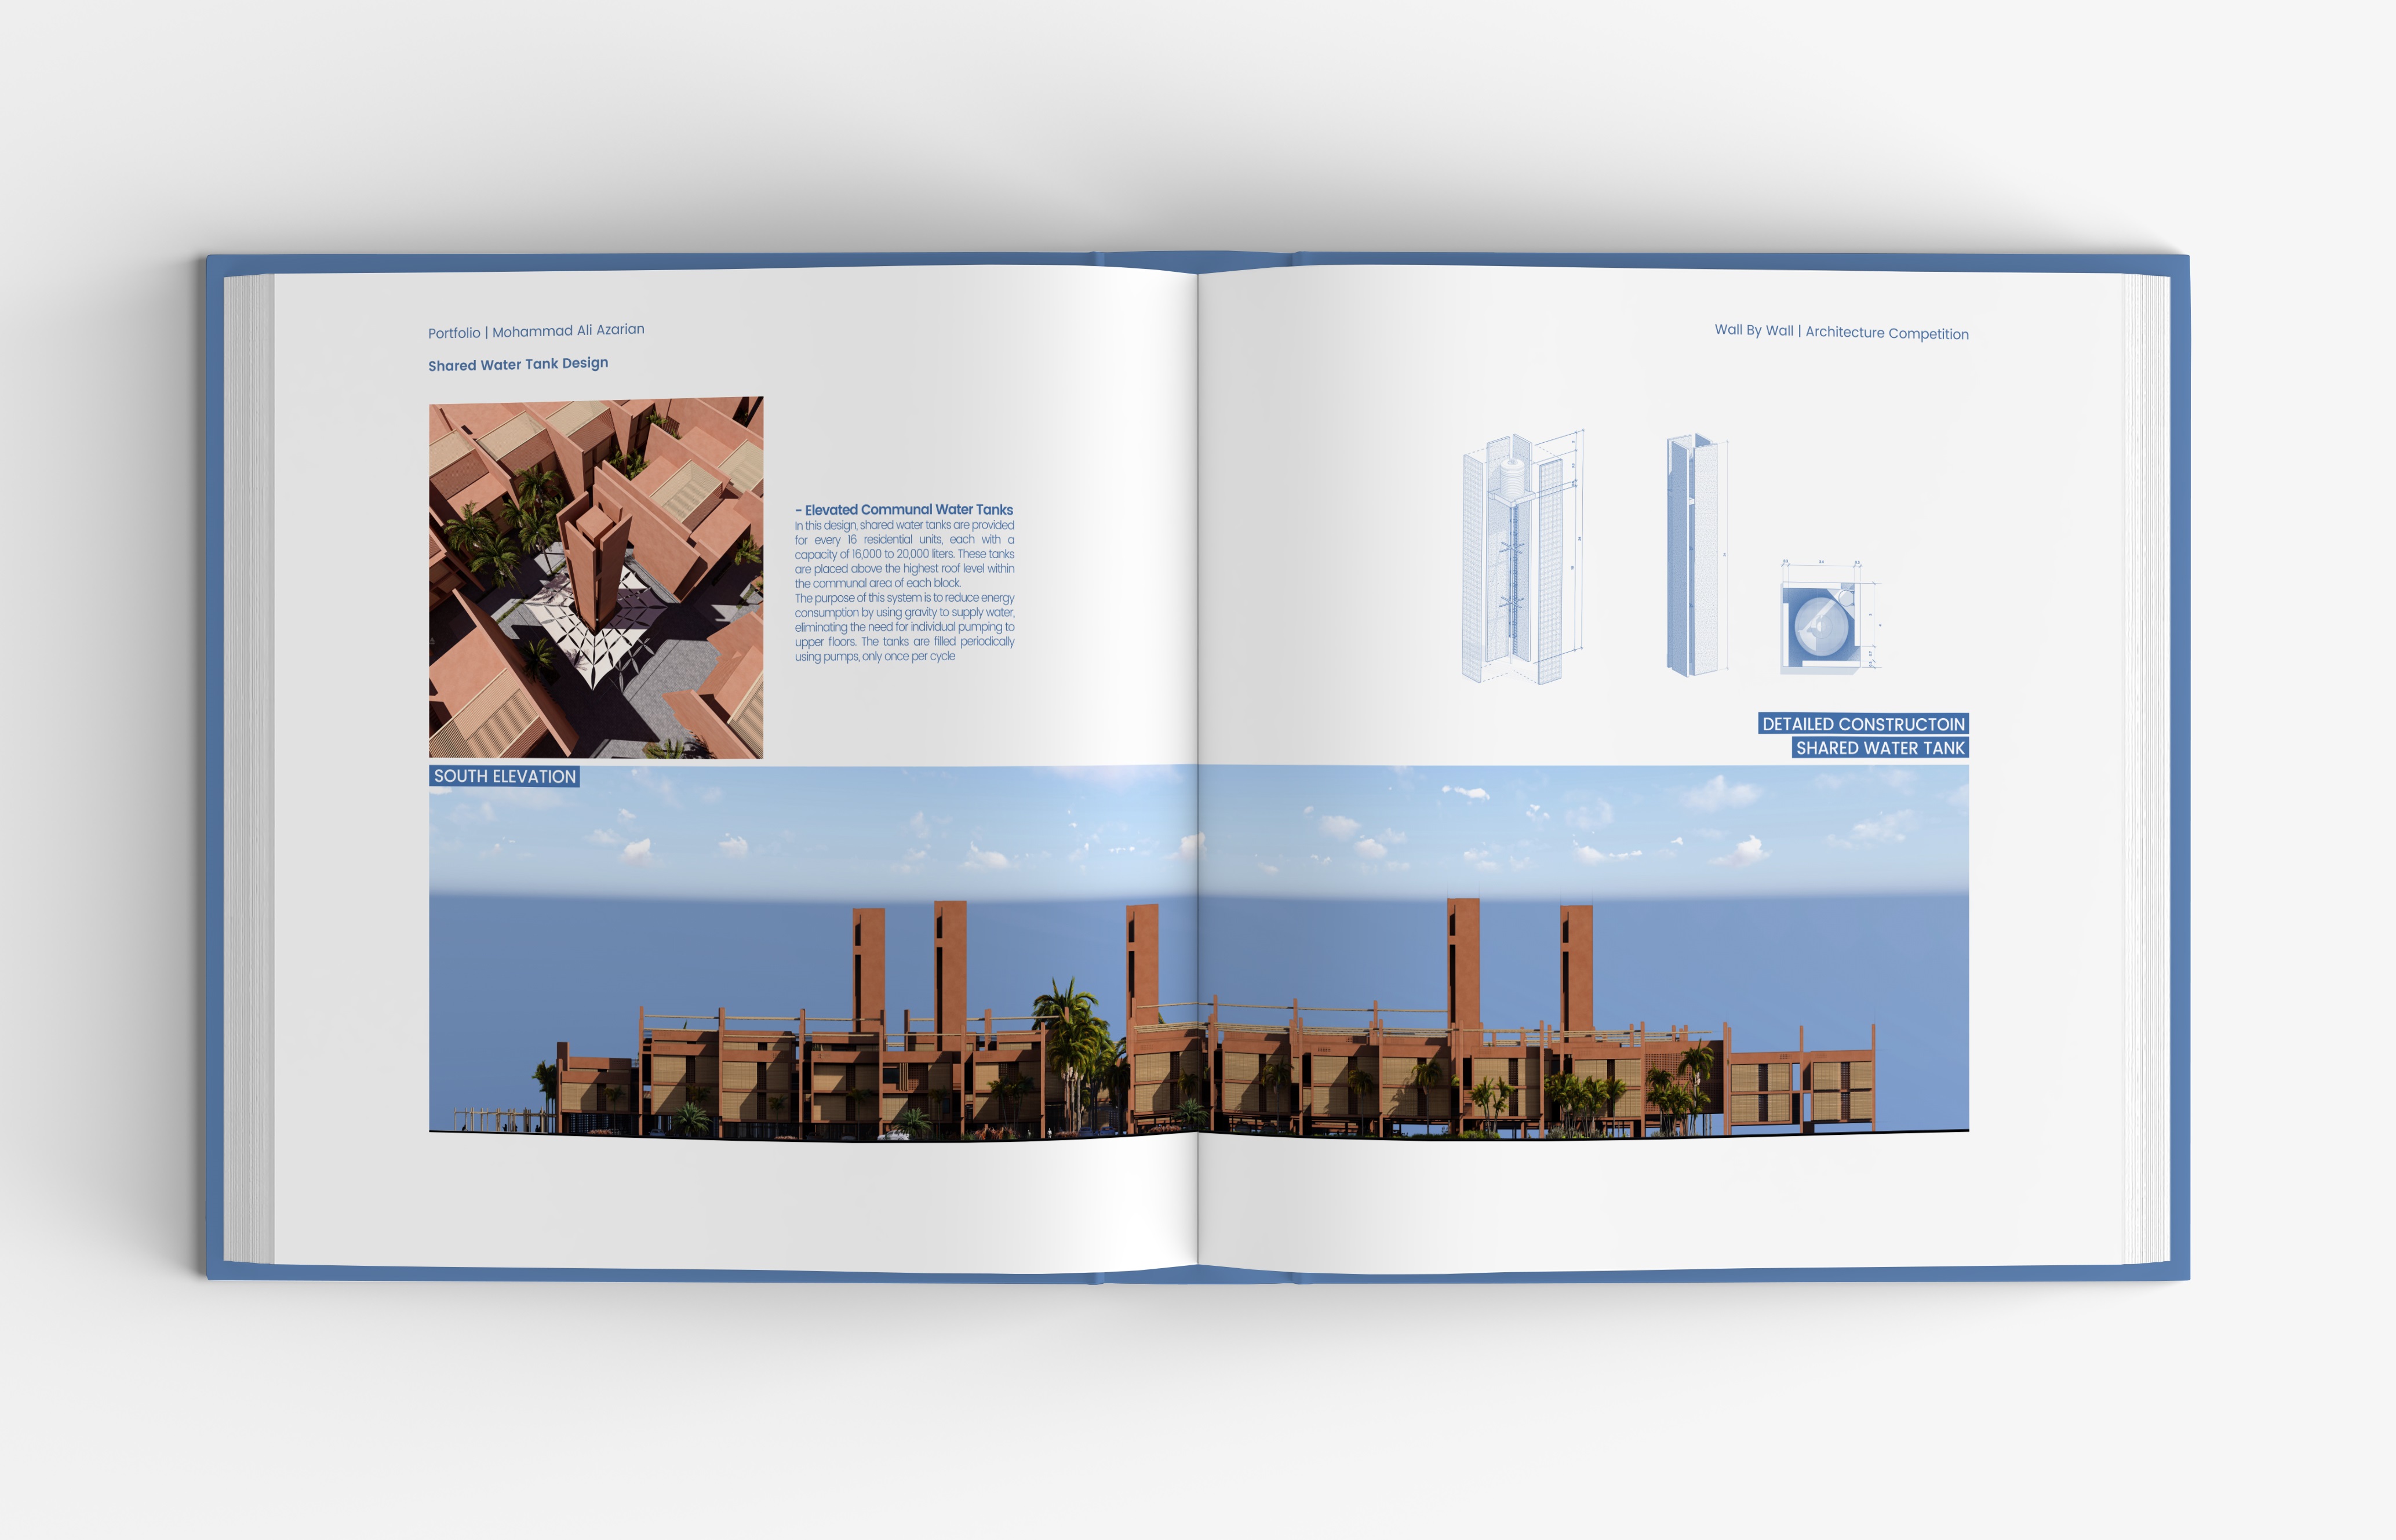 Portfolio | Mohammad Ali Azarian
Shared Water Tank Design
Wall By Wall | Architecture Competition
- Elevated Communal Water Tanks
In this design, shared water tanks are provided
for every 16 residential units, each with a
capacity of 16,000 to 20,000 liters. These tanks
are placed above the highest roof level within
the communal area of each block.
The purpose of this system is to reduce energy
consumption by using gravity to supply water,
eliminating the need for individual pumping to
upper floors. The tanks are filled periodically
using pumps, only once per cycle
DETAILED CONSTRUCTOIN
SHARED WATER TANK
SOUTH ELEVATION